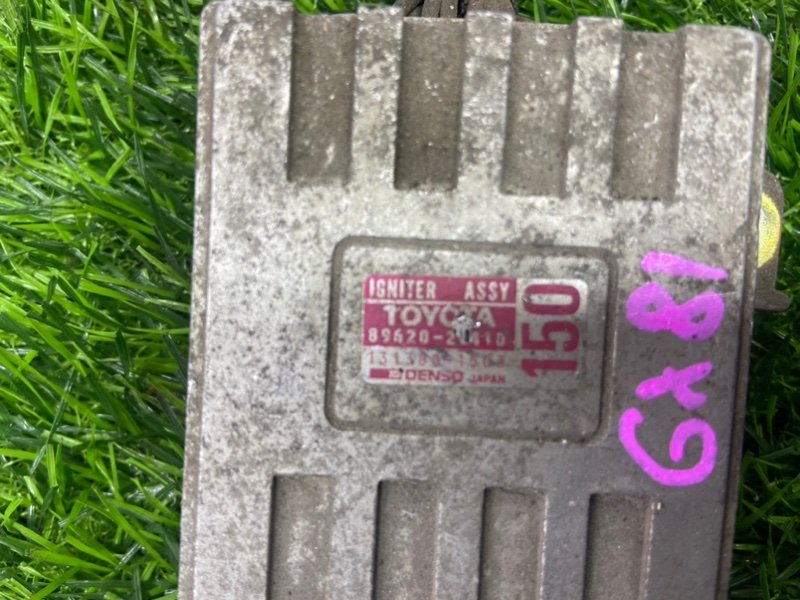 IGNITER ASSY
TOYOTA
150
DENSO JAPAN
GX81